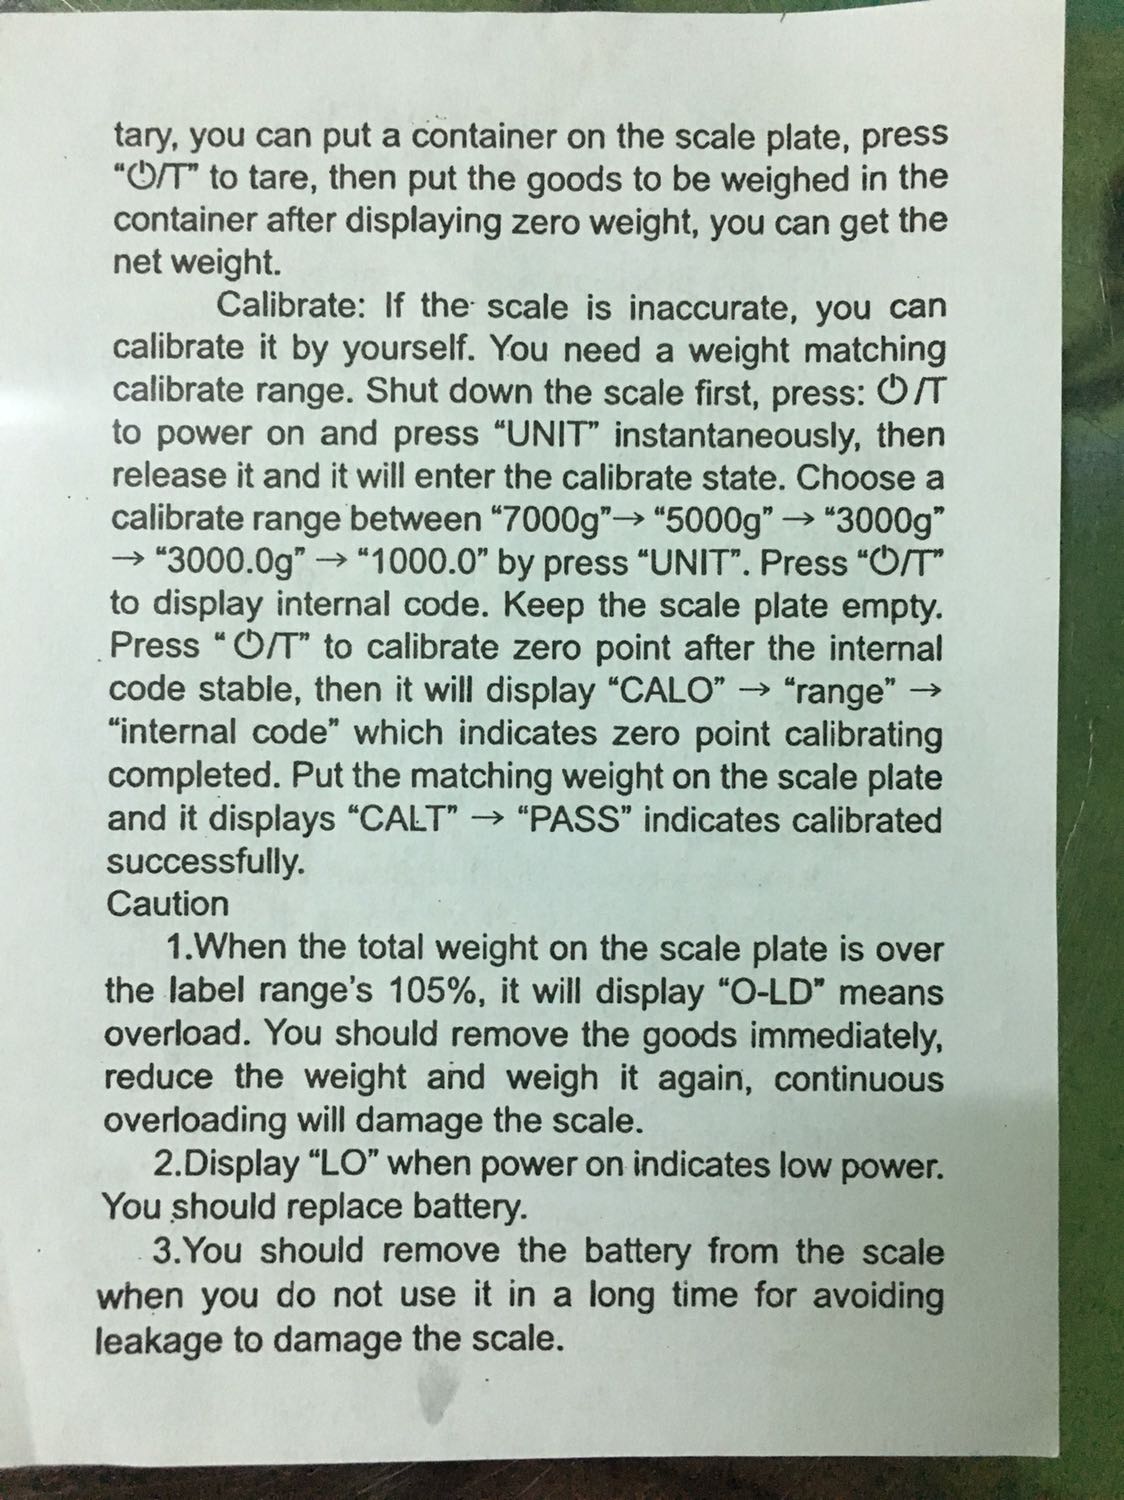 tary, you can put a container on the scale plate, press
“⏻/T” to tare, then put the goods to be weighed in the
container after displaying zero weight, you can get the
net weight.
Calibrate: If the scale is inaccurate, you can
calibrate it by yourself. You need a weight matching
calibrate range. Shut down the scale first, press: ⏻/T
to power on and press “UNIT” instantaneously, then
release it and it will enter the calibrate state. Choose a
calibrate range between “7000g”→ “5000g” → “3000g”
→ “3000.0g” → “1000.0” by press “UNIT”. Press “⏻/T”
to display internal code. Keep the scale plate empty.
Press “ ⏻/T” to calibrate zero point after the internal
code stable, then it will display “CALO” → “range” →
“internal code” which indicates zero point calibrating
completed. Put the matching weight on the scale plate
and it displays “CALT” → “PASS” indicates calibrated
successfully.
Caution
1.When the total weight on the scale plate is over
the label range's 105%, it will display “O-LD” means
overload. You should remove the goods immediately,
reduce the weight and weigh it again, continuous
overloading will damage the scale.
2.Display “LO” when power on indicates low power.
You should replace battery.
3.You should remove the battery from the scale
when you do not use it in a long time for avoiding
leakage to damage the scale.